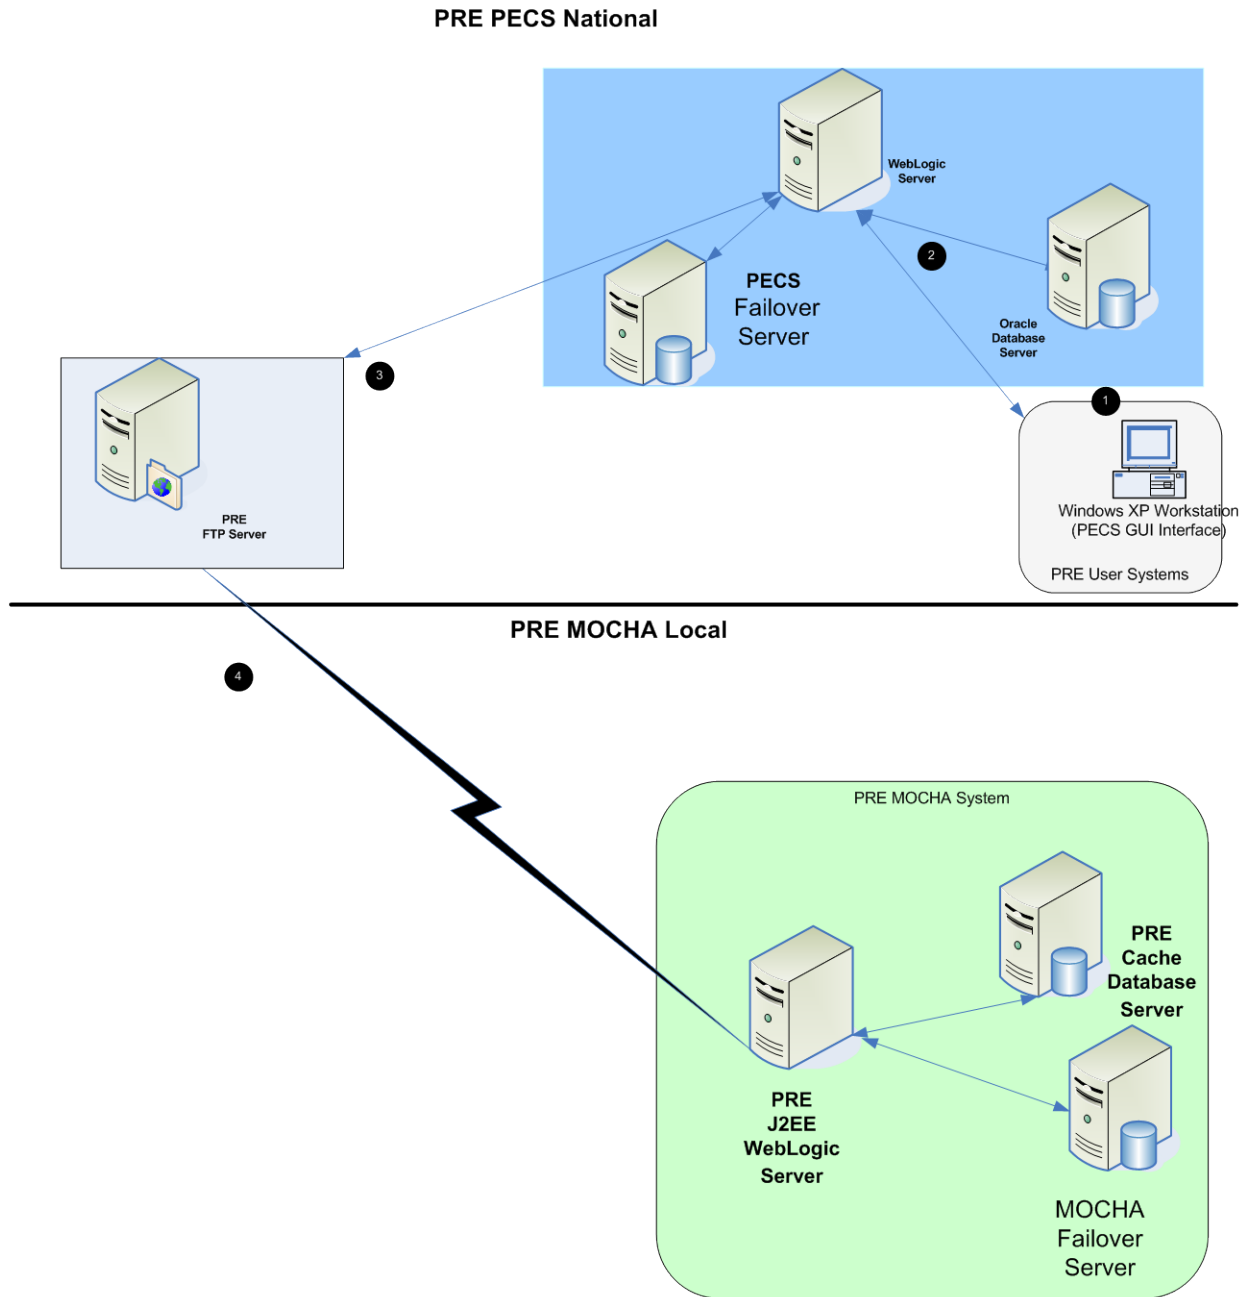 PRE PECS National
WebLogic
Server
2
PECS
Failover
Server
Oracle
Database
Server
3
1
PRE
FTP Server
Windows XP Workstation
(PECS GUI Interface)
PRE User Systems
PRE MOCHA Local
4
PRE MOCHA System
PRE
Cache
Database
Server
PRE
J2EE
WebLogic
Server
MOCHA
Failover
Server